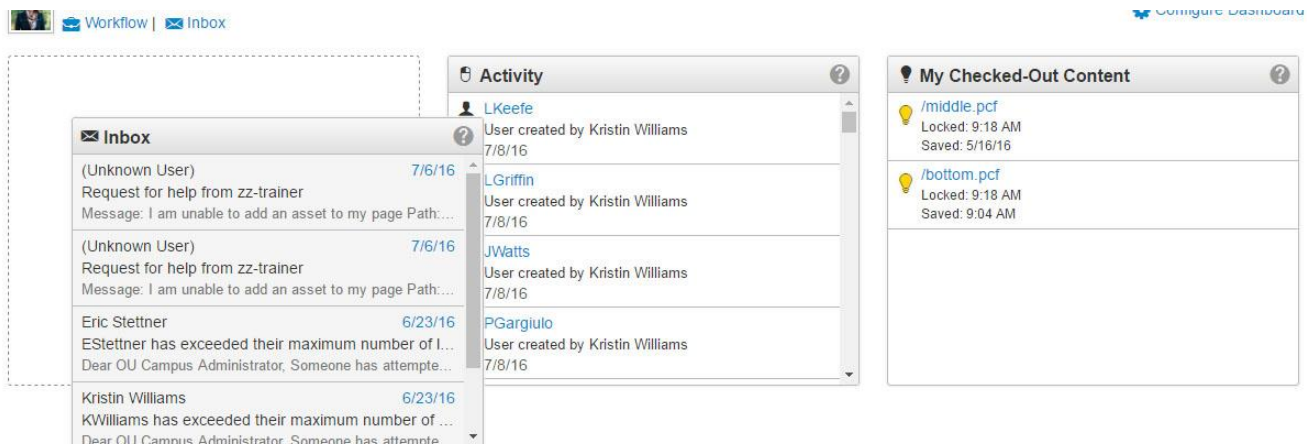 Workflow | Inbox
Configure Dashboard
Inbox
(Unknown User) 7/6/16
Request for help from zz-trainer
Message: I am unable to add an asset to my page Path:...
(Unknown User) 7/6/16
Request for help from zz-trainer
Message: I am unable to add an asset to my page Path:...
Eric Stettner 6/23/16
EStettner has exceeded their maximum number of l...
Dear OU Campus Administrator, Someone has attempte...
Kristin Williams 6/23/16
KWilliams has exceeded their maximum number of ...
Dear OU Campus Administrator, Someone has attempte...
Activity
LKeefe
User created by Kristin Williams
7/8/16
LGriffin
User created by Kristin Williams
7/8/16
JWatts
User created by Kristin Williams
7/8/16
PGargiulo
User created by Kristin Williams
7/8/16
My Checked-Out Content
/middle.pcf
Locked: 9:18 AM
Saved: 5/16/16
/bottom.pcf
Locked: 9:18 AM
Saved: 9:04 AM